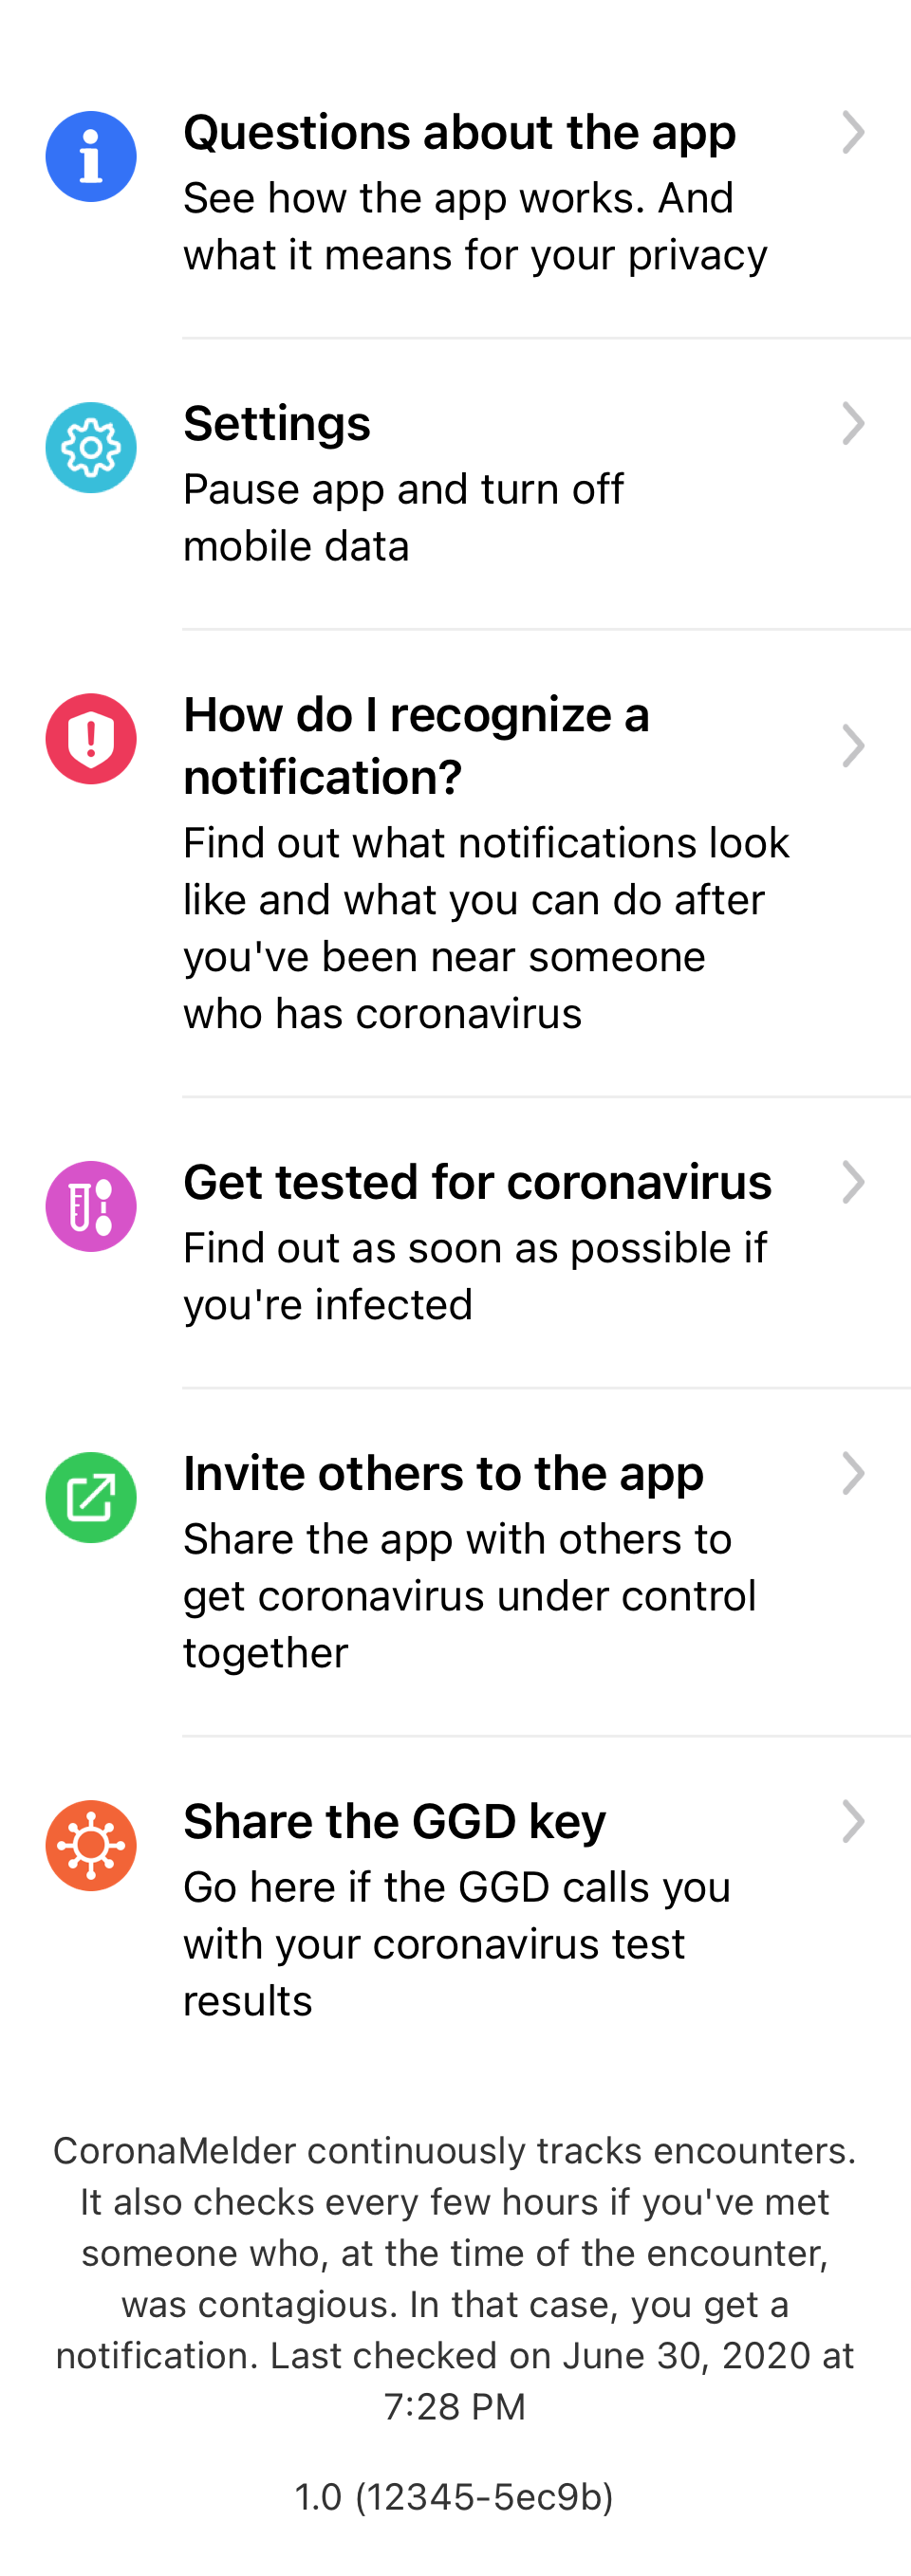 Questions about the app
See how the app works. And
what it means for your privacy
Settings
Pause app and turn off
mobile data
How do I recognize a
notification?
Find out what notifications look
like and what you can do after
you've been near someone
who has coronavirus
Get tested for coronavirus
Find out as soon as possible if
you're infected
Invite others to the app
Share the app with others to
get coronavirus under control
together
Share the GGD key
Go here if the GGD calls you
with your coronavirus test
results
CoronaMelder continuously tracks encounters.
It also checks every few hours if you've met
someone who, at the time of the encounter,
was contagious. In that case, you get a
notification. Last checked on June 30, 2020 at
7:28 PM
1.0 (12345-5ec9b)